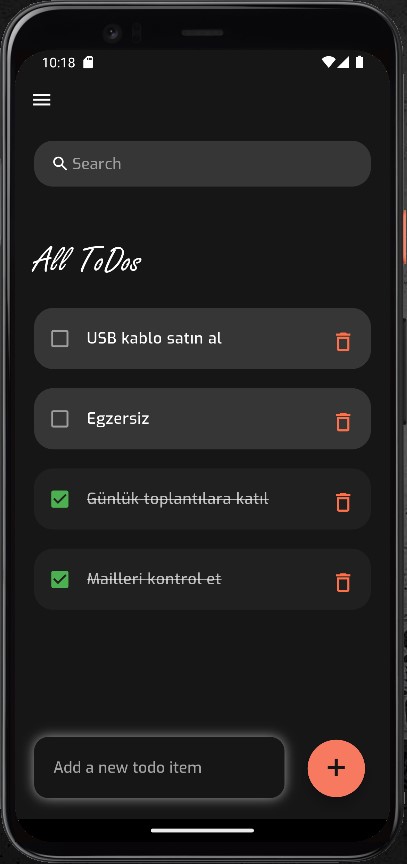 10:18
Search
All ToDos
USB kablo satın al
Egzersiz
Günlük toplantılara katıl
Mailleri kontrol et
Add a new todo item